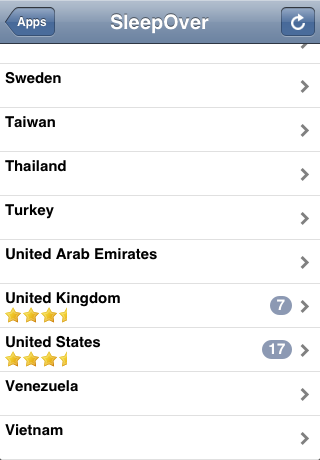 Apps
SleepOver
Sweden
Taiwan
Thailand
Turkey
United Arab Emirates
United Kingdom
7
United States
17
Venezuela
Vietnam